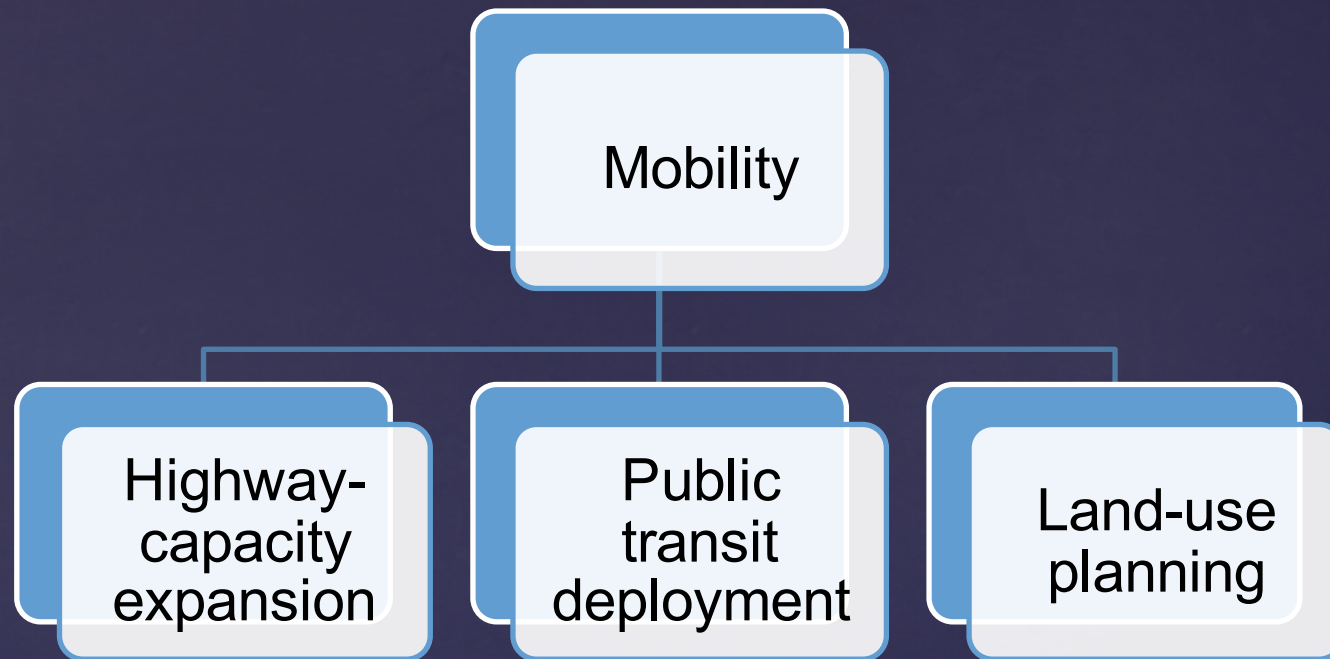 Mobility
Highway-
capacity
expansion
Public
transit
deployment
Land-use
planning